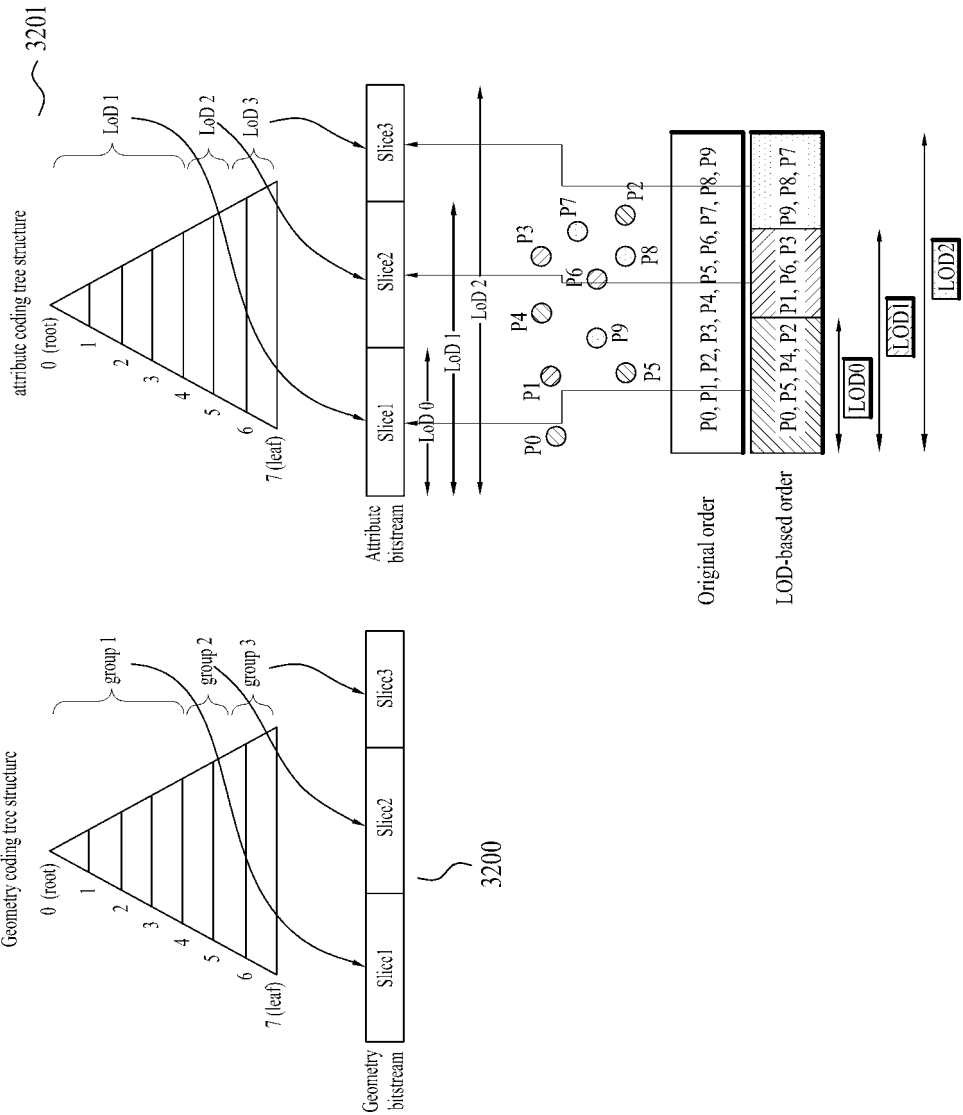 Geometry coding tree structure
0 (root)
1
2
3
4
5
6
7 (leaf)
group 1
group 2
group 3
Geometry
bitstream
Slice1
Slice2
Slice3
3200
attribute coding tree structure
3201
0 (root)
1
2
3
4
5
6
7 (leaf)
LoD 1
LoD 2
LoD 3
Attribute
bitstream
Slice1
Slice2
Slice3
LoD 0
LoD 1
LoD 2
P0
P1
P4
P3
P7
P2
P5
P9
P6
P8
Original order
P0, P1, P2, P3, P4, P5, P6, P7, P8, P9
LOD-based order
P0, P5, P4, P2
P1, P6, P3
P9, P8, P7
LOD0
LOD1
LOD2